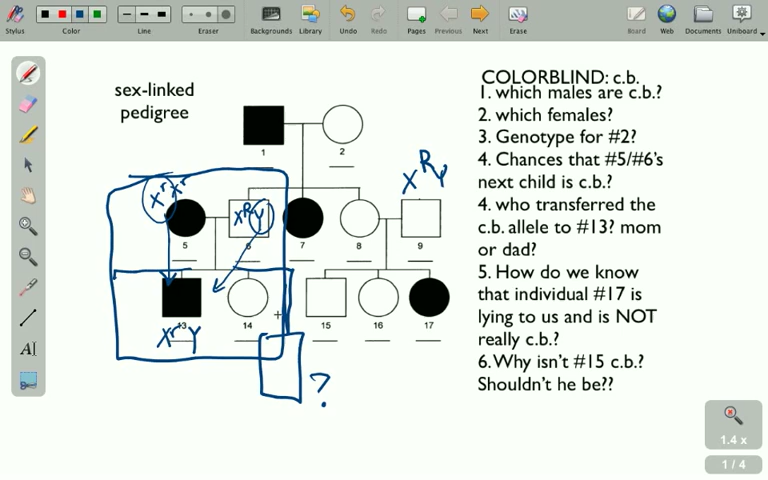 Stylus
Color
Line
Eraser
Backgrounds
Library
Undo
Redo
Pages
Previous
Next
Erase
Board
Web
Documents
Uniboard
sex-linked
pedigree
COLORBLIND: c.b.
1. which males are c.b.?
2. which females?
3. Genotype for #2?
4. Chances that #5/#6's
next child is c.b.?
4. who transferred the
c.b. allele to #13? mom
or dad?
5. How do we know
that individual #17 is
lying to us and is NOT
really c.b.?
6. Why isn't #15 c.b.?
Shouldn't he be??
1
2
X^R Y
X^r X^r
X^R Y
5
6
7
8
9
13
14
15
16
17
X^r Y
?
AI
1.4 x
1 / 4